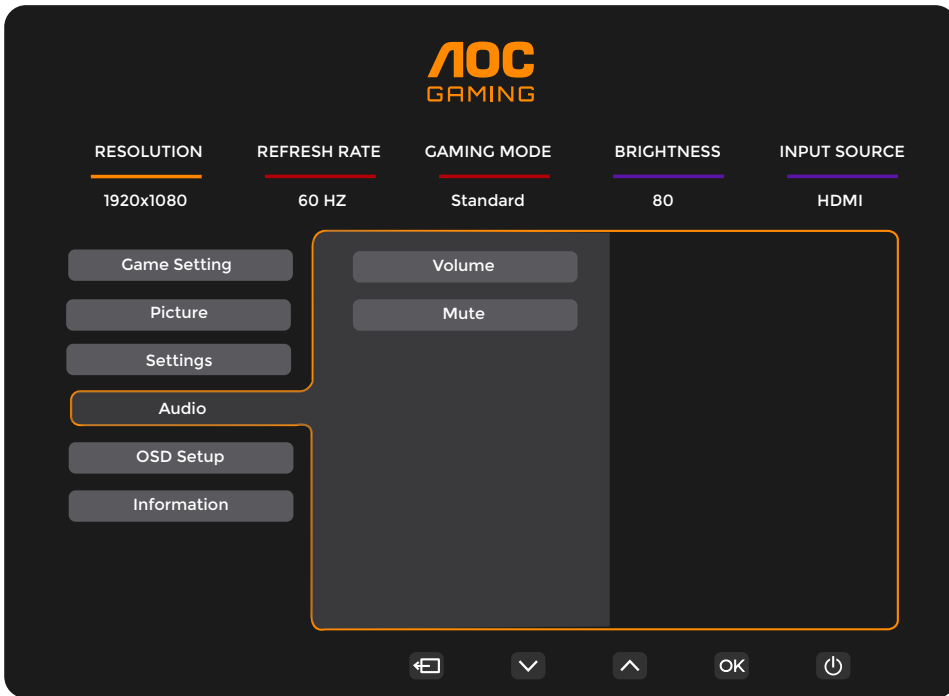 AOC
GAMING
RESOLUTION REFRESH RATE GAMING MODE BRIGHTNESS INPUT SOURCE
1920x1080 60 HZ Standard 80 HDMI
Game Setting Volume
Picture Mute
Settings
Audio
OSD Setup
Information
OK